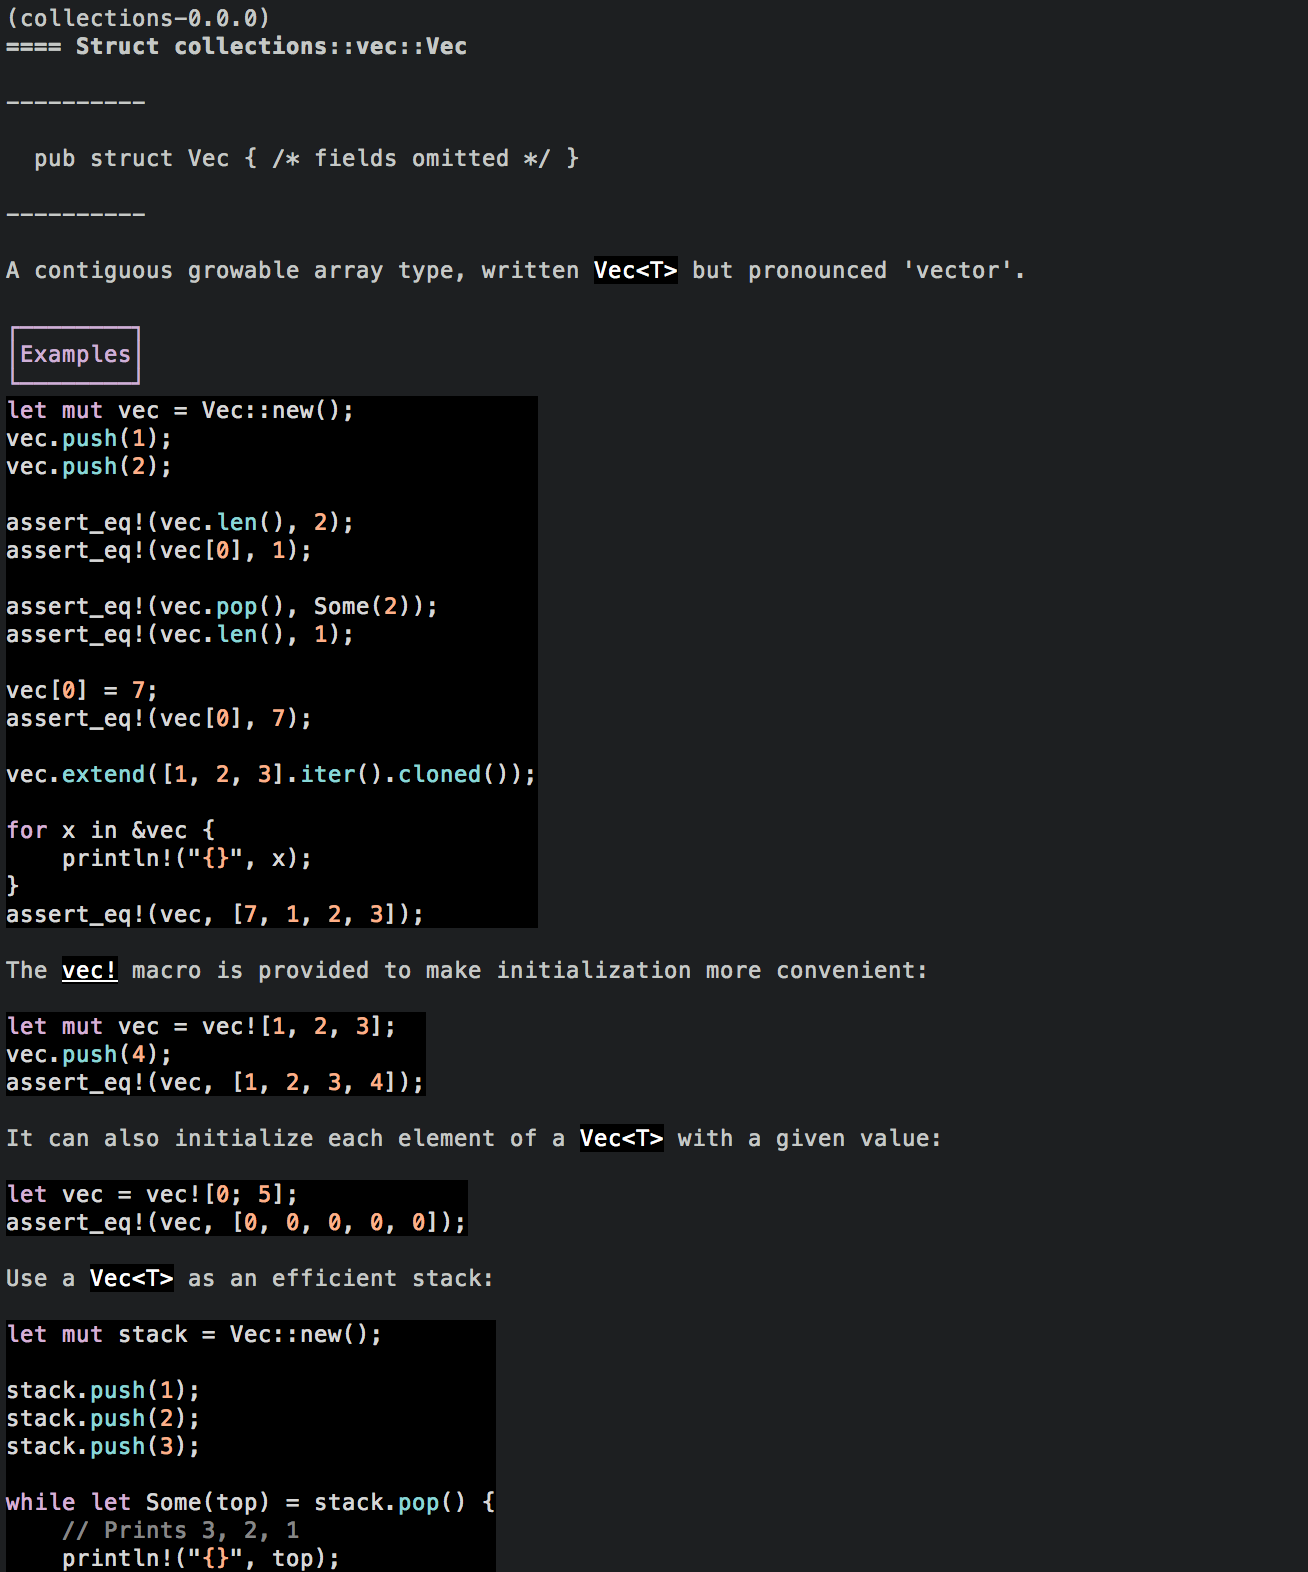 (collections-0.0.0)
==== Struct collections::vec::Vec
----------
  pub struct Vec { /* fields omitted */ }
----------
A contiguous growable array type, written Vec<T> but pronounced 'vector'.
Examples
let mut vec = Vec::new();
vec.push(1);
vec.push(2);

assert_eq!(vec.len(), 2);
assert_eq!(vec[0], 1);

assert_eq!(vec.pop(), Some(2));
assert_eq!(vec.len(), 1);

vec[0] = 7;
assert_eq!(vec[0], 7);

vec.extend([1, 2, 3].iter().cloned());

for x in &vec {
    println!("{}", x);
}
assert_eq!(vec, [7, 1, 2, 3]);

The vec! macro is provided to make initialization more convenient:

let mut vec = vec![1, 2, 3];
vec.push(4);
assert_eq!(vec, [1, 2, 3, 4]);

It can also initialize each element of a Vec<T> with a given value:

let vec = vec![0; 5];
assert_eq!(vec, [0, 0, 0, 0, 0]);

Use a Vec<T> as an efficient stack:

let mut stack = Vec::new();

stack.push(1);
stack.push(2);
stack.push(3);

while let Some(top) = stack.pop() {
    // Prints 3, 2, 1
    println!("{}", top);